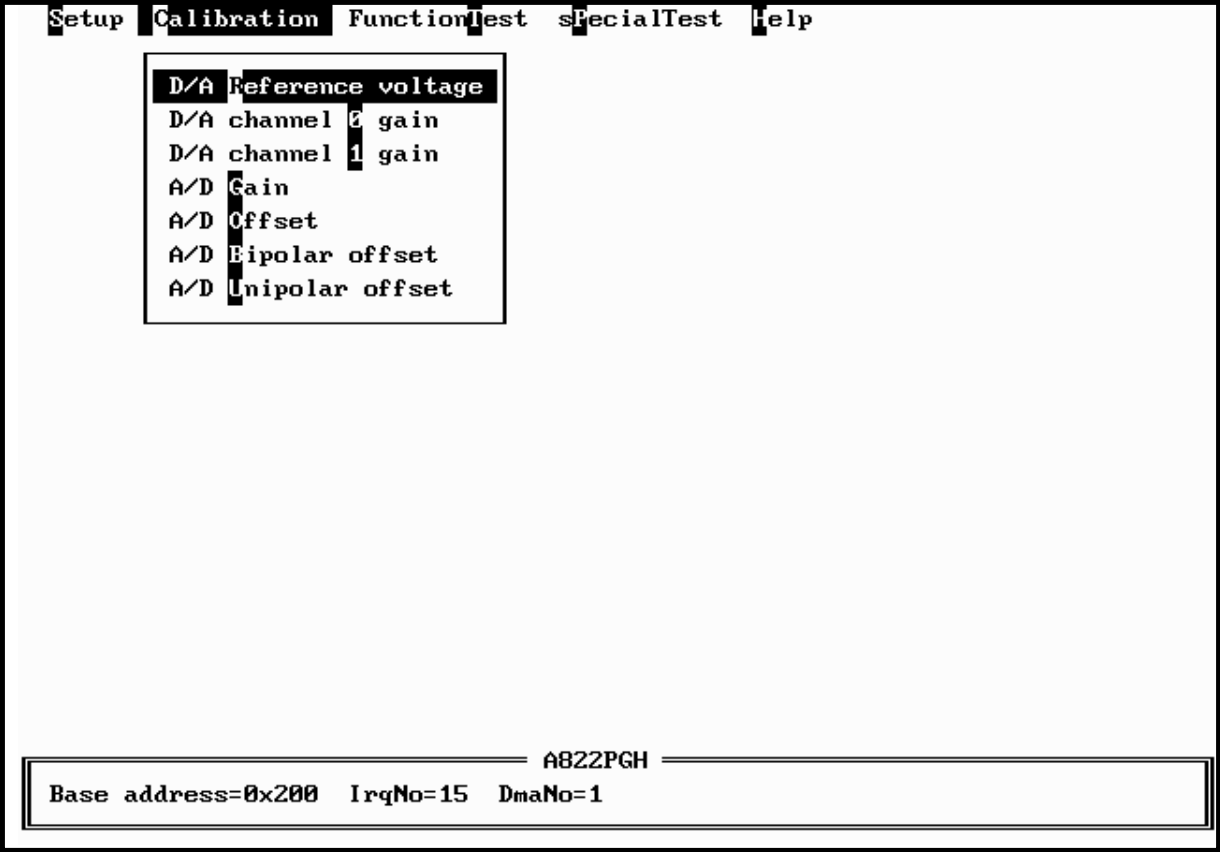 Setup Calibration FunctionTest sPecialTest Help
D/A Reference voltage
D/A channel 0 gain
D/A channel 1 gain
A/D Gain
A/D Offset
A/D Bipolar offset
A/D Unipolar offset
A822PGH
Base address=0x200 IrqNo=15 DmaNo=1